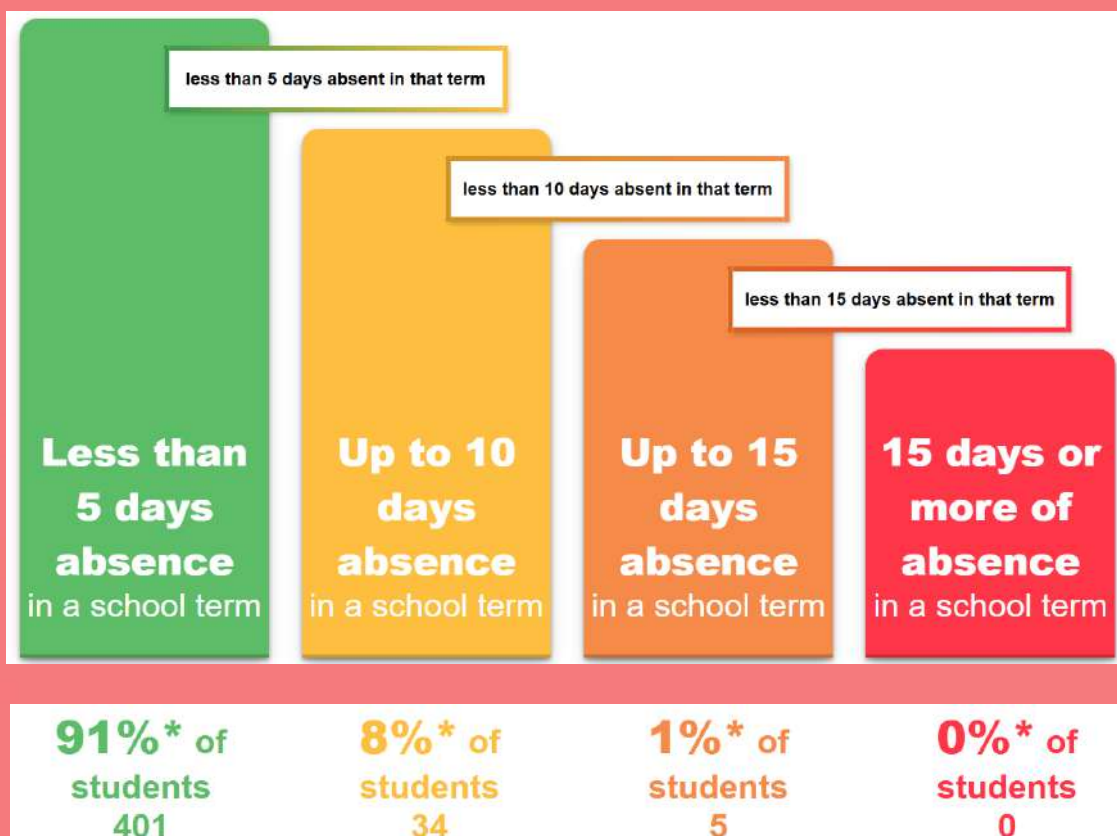 less than 5 days absent in that term
less than 10 days absent in that term
less than 15 days absent in that term
Less than
5 days
absence
in a school term
Up to 10
days
absence
in a school term
Up to 15
days
absence
in a school term
15 days or
more of
absence
in a school term
91%* of
students
401
8%* of
students
34
1%* of
students
5
0%* of
students
0